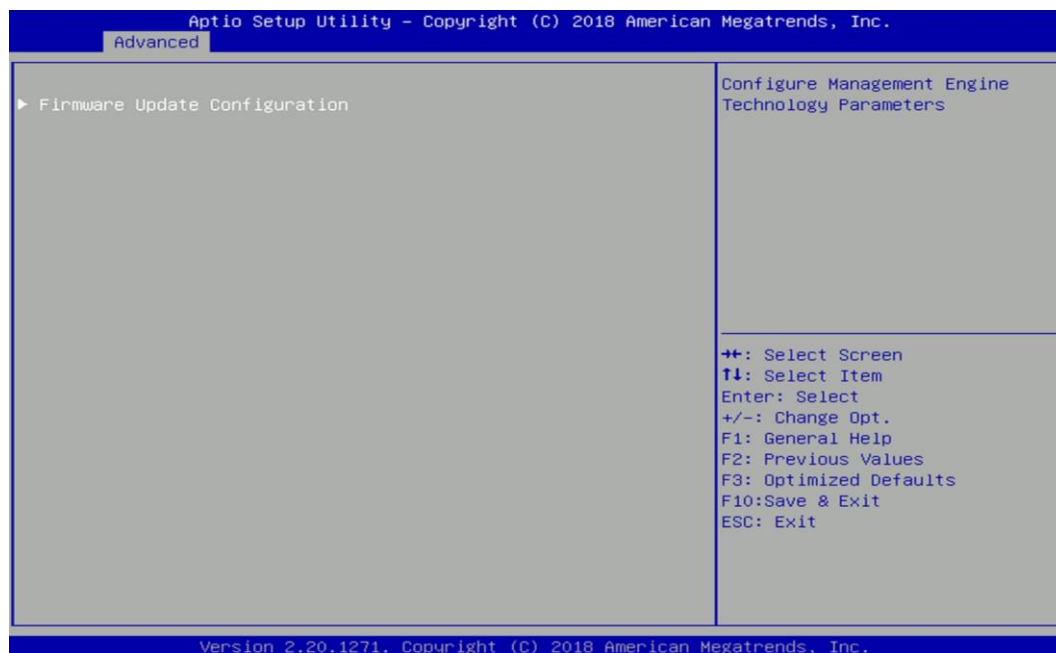 Aptio Setup Utility – Copyright (C) 2018 American Megatrends, Inc.
Advanced
▶ Firmware Update Configuration
Configure Management Engine
Technology Parameters
→←: Select Screen
↑↓: Select Item
Enter: Select
+/-: Change Opt.
F1: General Help
F2: Previous Values
F3: Optimized Defaults
F10:Save & Exit
ESC: Exit
Version 2.20.1271. Copyright (C) 2018 American Megatrends, Inc.